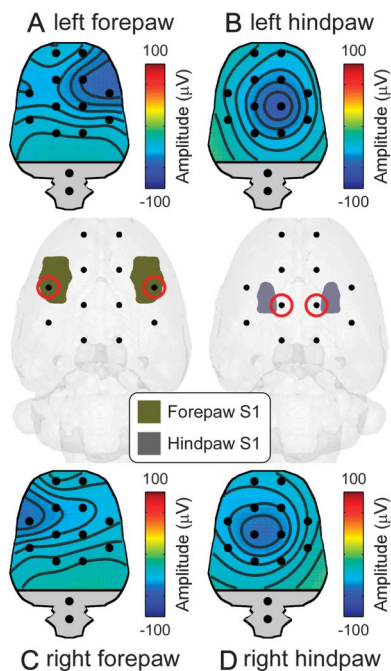 A left forepaw
B left hindpaw
100
Amplitude (μV)
-100
100
Amplitude (μV)
-100
Forepaw S1
Hindpaw S1
100
Amplitude (μV)
-100
100
Amplitude (μV)
-100
C right forepaw
D right hindpaw